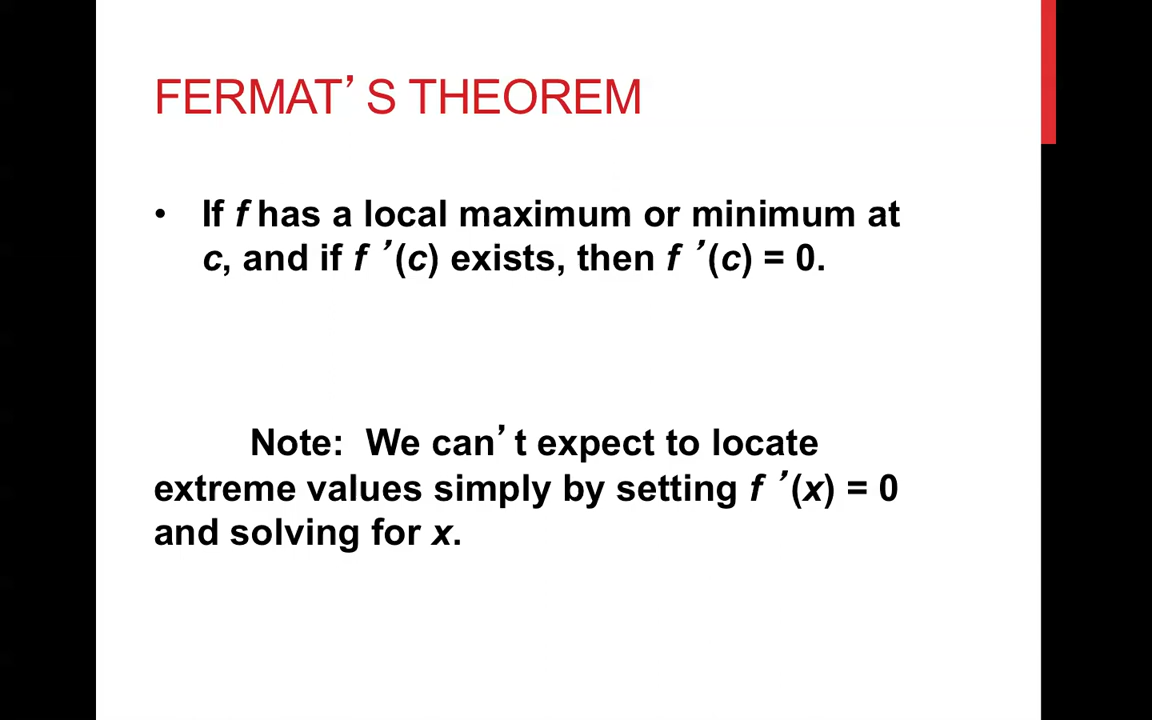 FERMAT’S THEOREM
• If f has a local maximum or minimum at
c, and if f ’(c) exists, then f ’(c) = 0.
Note: We can’t expect to locate
extreme values simply by setting f ’(x) = 0
and solving for x.